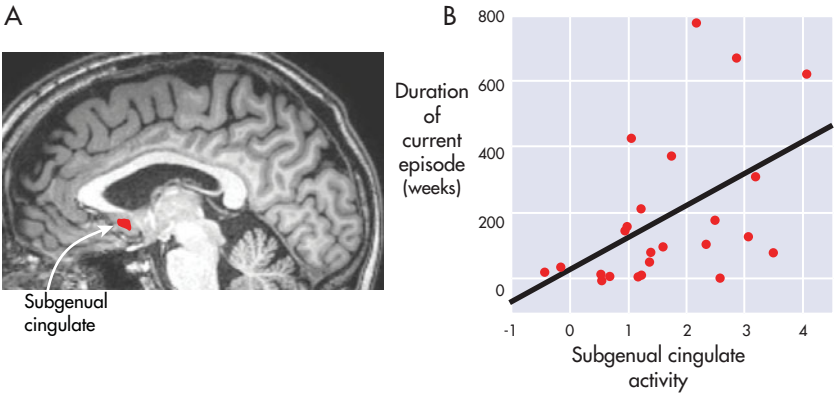 A
Subgenual
cingulate
B
Duration
of
current
episode
(weeks)
800
600
400
200
0
-1 0 1 2 3 4
Subgenual cingulate
activity